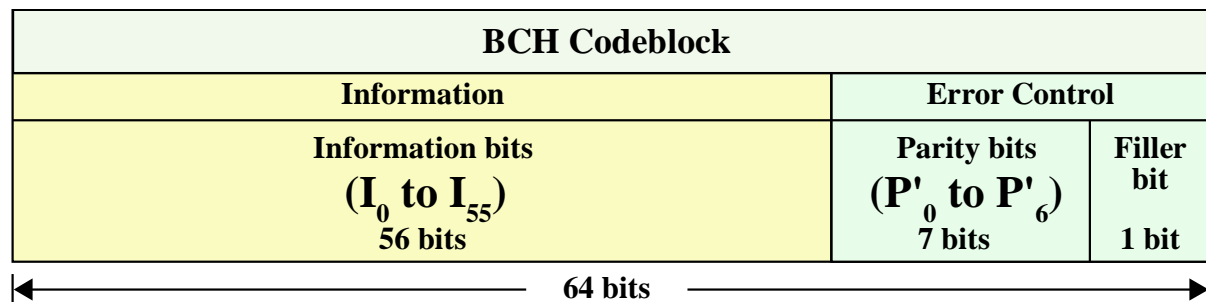 BCH Codeblock
Information
Error Control
Information bits
(I0 to I55)
56 bits
Parity bits
(P'0 to P'6)
7 bits
Filler
bit
1 bit
64 bits